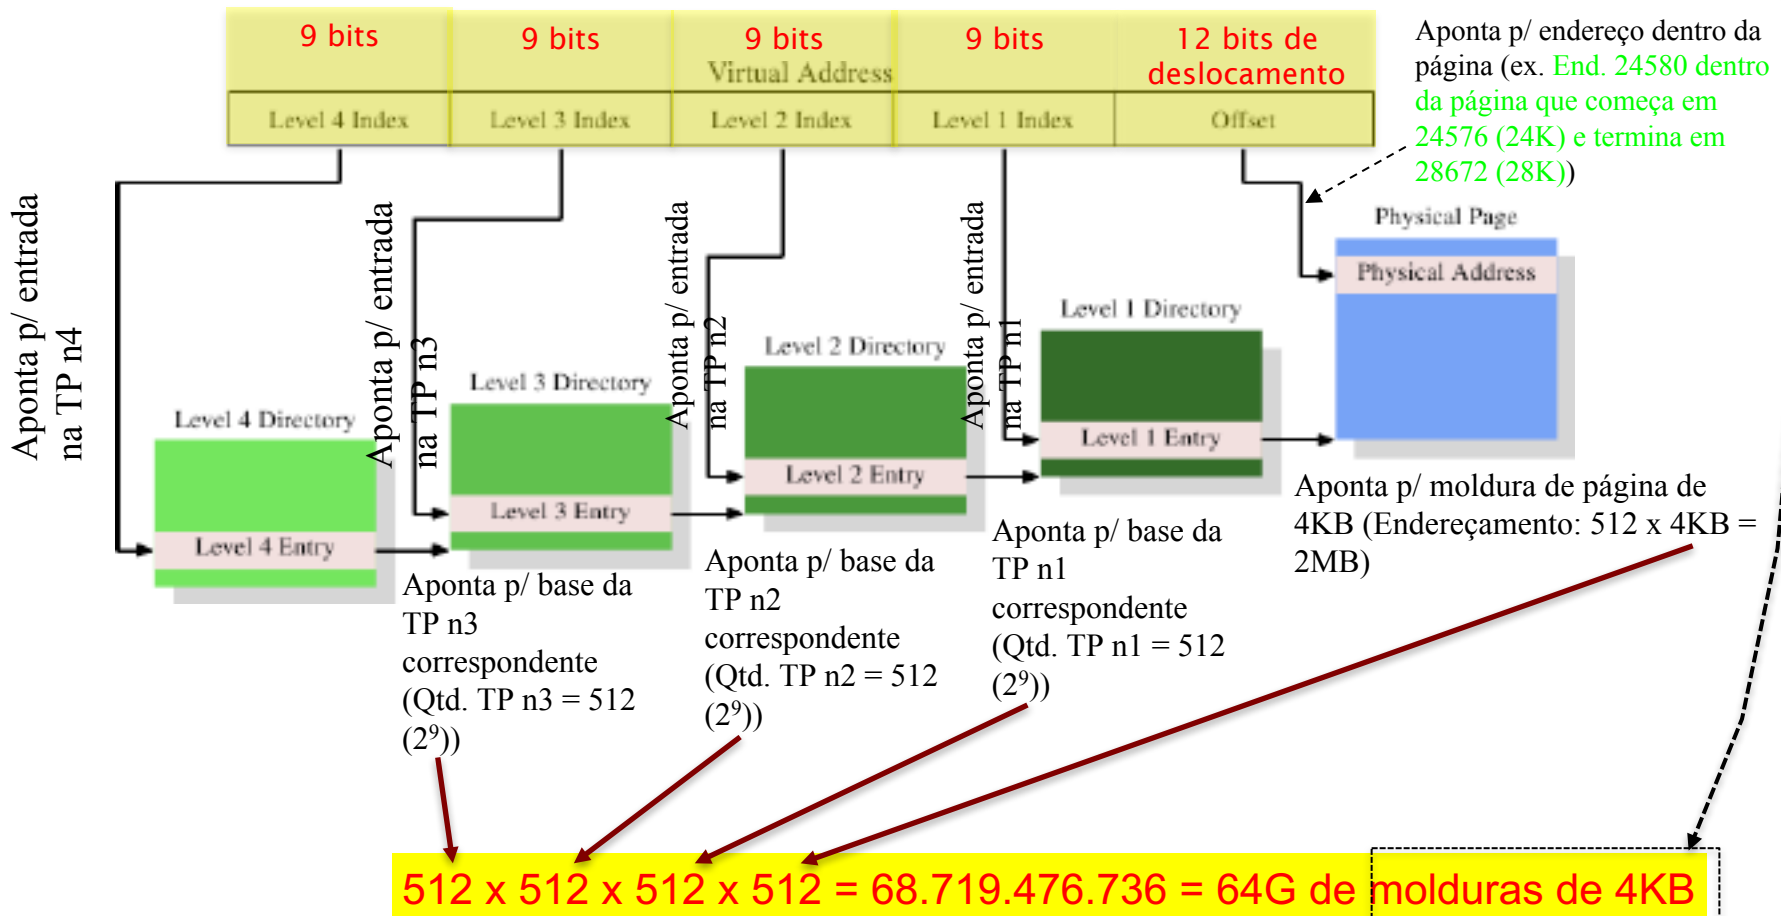 9 bits
9 bits
9 bits
9 bits
12 bits de
deslocamento
Virtual Address
Level 4 Index
Level 3 Index
Level 2 Index
Level 1 Index
Offset
Aponta p/ endereço dentro da
página (ex. End. 24580 dentro
da página que começa em
24576 (24K) e termina em
28672 (28K))
Aponta p/ entrada
na TP n4
Aponta p/ entrada
na TP n3
Aponta p/ entrada
na TP n2
Aponta p/ entrada
na TP n1
Physical Page
Physical Address
Level 1 Directory
Level 1 Entry
Level 2 Directory
Level 2 Entry
Level 3 Directory
Level 3 Entry
Level 4 Directory
Level 4 Entry
Aponta p/ base da
TP n3
correspondente
(Qtd. TP n3 = 512
(2⁹))
Aponta p/ base da
TP n2
correspondente
(Qtd. TP n2 = 512
(2⁹))
Aponta p/ base da
TP n1
correspondente
(Qtd. TP n1 = 512
(2⁹))
Aponta p/ moldura de página de
4KB (Endereçamento: 512 x 4KB =
2MB)
512 x 512 x 512 x 512 = 68.719.476.736 = 64G de molduras de 4KB